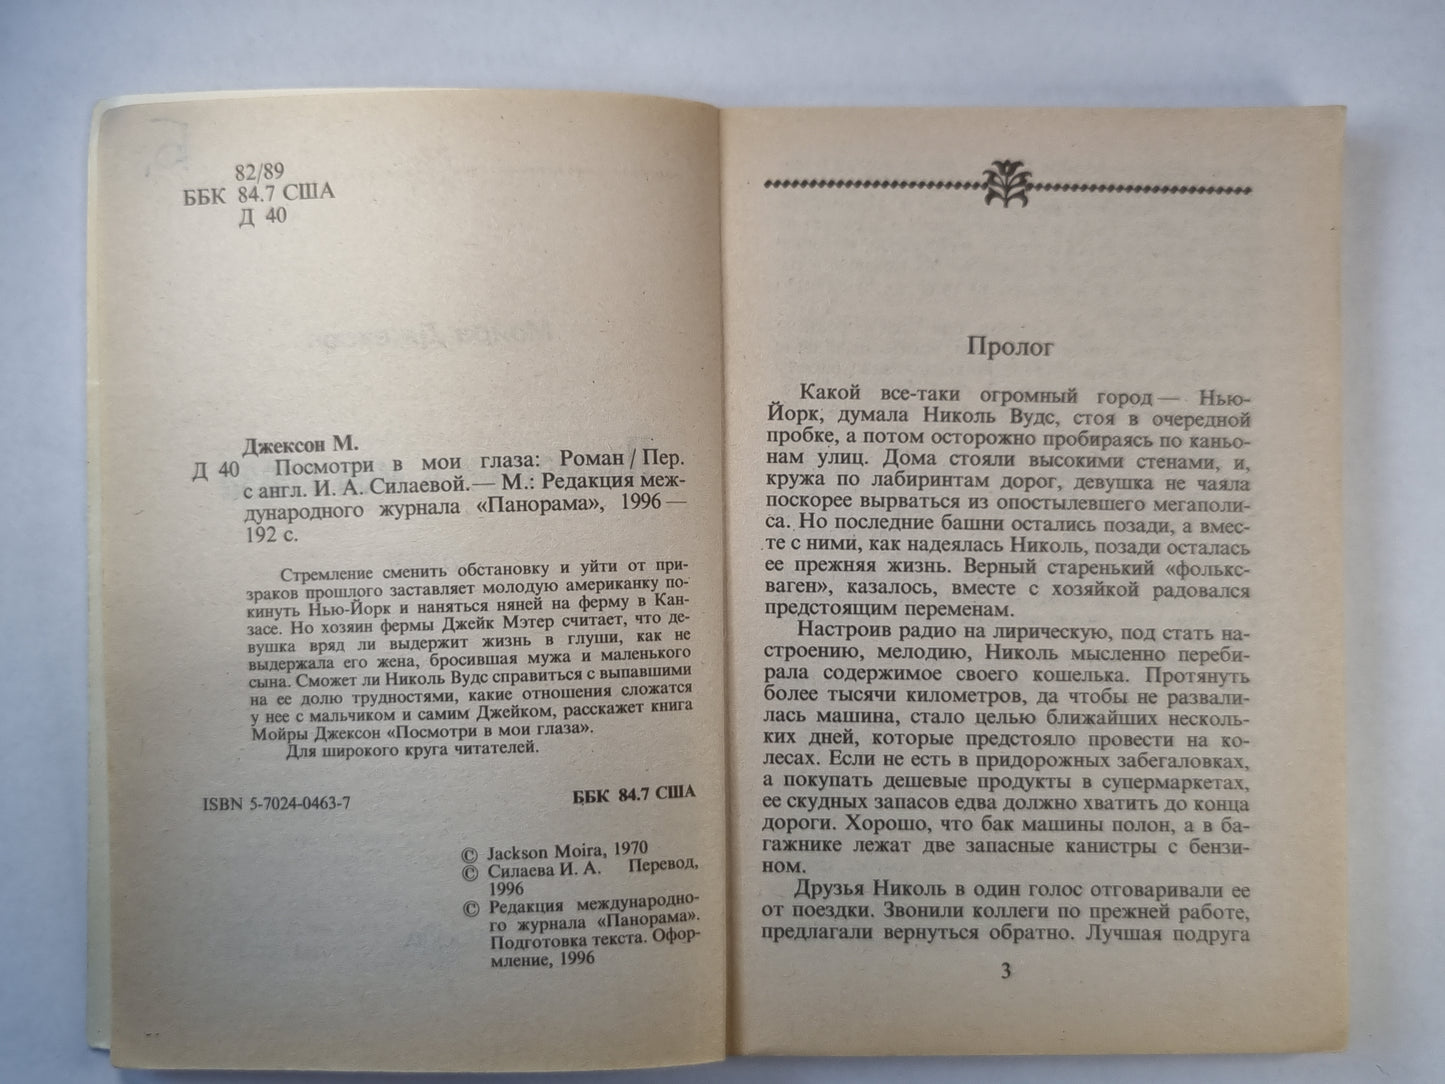 82/89
ББК 84.7 США
Д 40
Джексон М.
Д 40 Посмотри в мои глаза: Роман / Пер.
с англ. И. А. Силаевой.— М.: Редакция меж-
дународного журнала «Панорама», 1996 —
192 с.
Стремление сменить обстановку и уйти от при-
зраков прошлого заставляет молодую американку по-
кинуть Нью-Йорк и наняться няней на ферму в Кан-
засе. Но хозяин фермы Джейк Мэтер считает, что де-
вушка вряд ли выдержит жизнь в глуши, как не
выдержала его жена, бросившая мужа и маленького
сына. Сможет ли Николь Вудс справиться с выпавшими
на ее долю трудностями, какие отношения сложатся
у нее с мальчиком и самим Джейком, расскажет книга
Мойры Джексон «Посмотри в мои глаза».
Для широкого круга читателей.
ISBN 5-7024-0463-7
ББК 84.7 США
© Jackson Moira, 1970
© Силаева И. А. Перевод,
1996
© Редакция международно-
го журнала «Панорама».
Подготовка текста. Офор-
мление, 1996
Пролог
Какой все-таки огромный город — Нью-
Йорк, думала Николь Вудс, стоя в очередной
пробке, а потом осторожно пробираясь по каньо-
нам улиц. Дома стояли высокими стенами, и,
кружа по лабиринтам дорог, девушка не чаяла
поскорее вырваться из опостылевшего мегаполи-
са. Но последние башни остались позади, а вмес-
те с ними, как надеялась Николь, позади осталась
ее прежняя жизнь. Верный старенький «фолькс-
ваген», казалось, вместе с хозяйкой радовался
предстоящим переменам.
Настроив радио на лирическую, под стать на-
строению, мелодию, Николь мысленно переби-
рала содержимое своего кошелька. Протянуть
более тысячи километров, да чтобы не развали-
лась машина, стало целью ближайших несколь-
ких дней, которые предстояло провести на ко-
лесах. Если не есть в придорожных забегаловках,
а покупать дешевые продукты в супермаркетах,
ее скудных запасов едва должно хватить до конца
дороги. Хорошо, что бак машины полон, а в ба-
гажнике лежат две запасные канистры с бензи-
ном.
Друзья Николь в один голос отговаривали ее
от поездки. Звонили коллеги по прежней работе,
предлагали вернуться обратно. Лучшая подруга
3